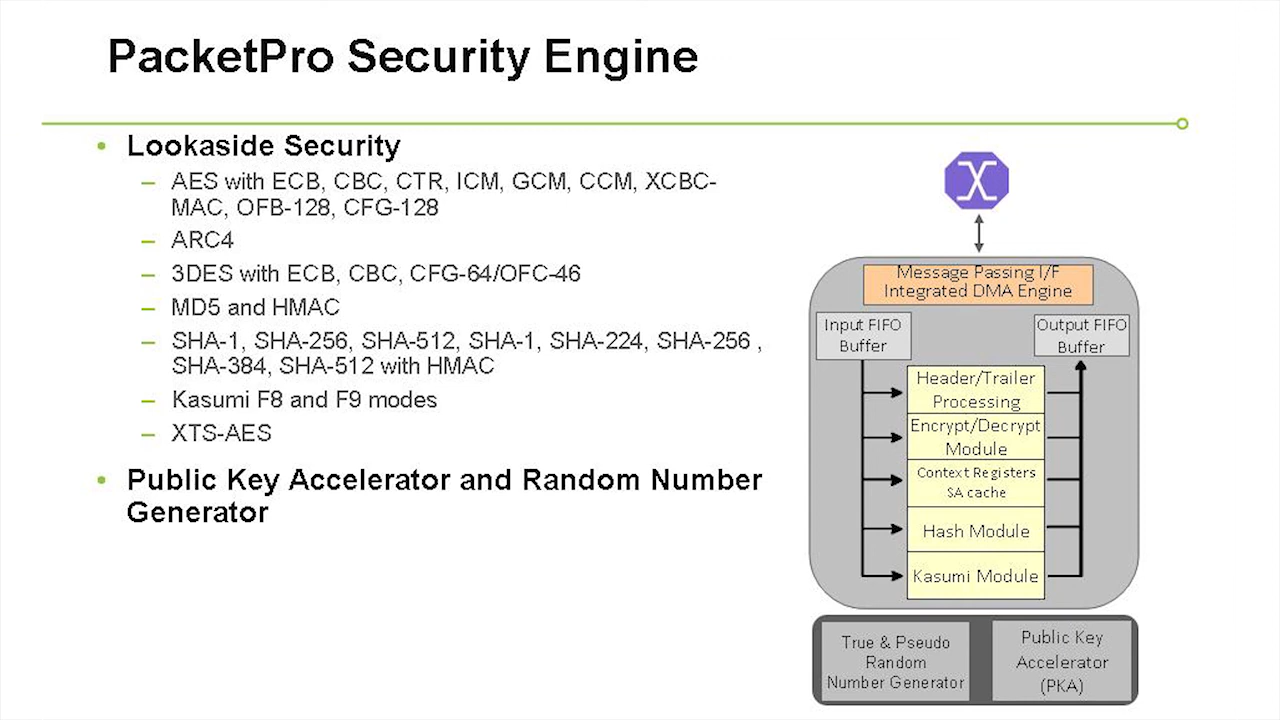 PacketPro Security Engine
• Lookaside Security
– AES with ECB, CBC, CTR, ICM, GCM, CCM, XCBC-
MAC, OFB-128, CFG-128
– ARC4
– 3DES with ECB, CBC, CFG-64/OFC-46
– MD5 and HMAC
– SHA-1, SHA-256, SHA-512, SHA-1, SHA-224, SHA-256 ,
SHA-384, SHA-512 with HMAC
– Kasumi F8 and F9 modes
– XTS-AES
• Public Key Accelerator and Random Number
Generator
Message Passing I/F
Integrated DMA Engine
Input FIFO
Buffer
Output FIFO
Buffer
Header/Trailer
Processing
Encrypt/Decrypt
Module
Context Registers
SA cache
Hash Module
Kasumi Module
True & Pseudo
Random
Number Generator
Public Key
Accelerator
(PKA)